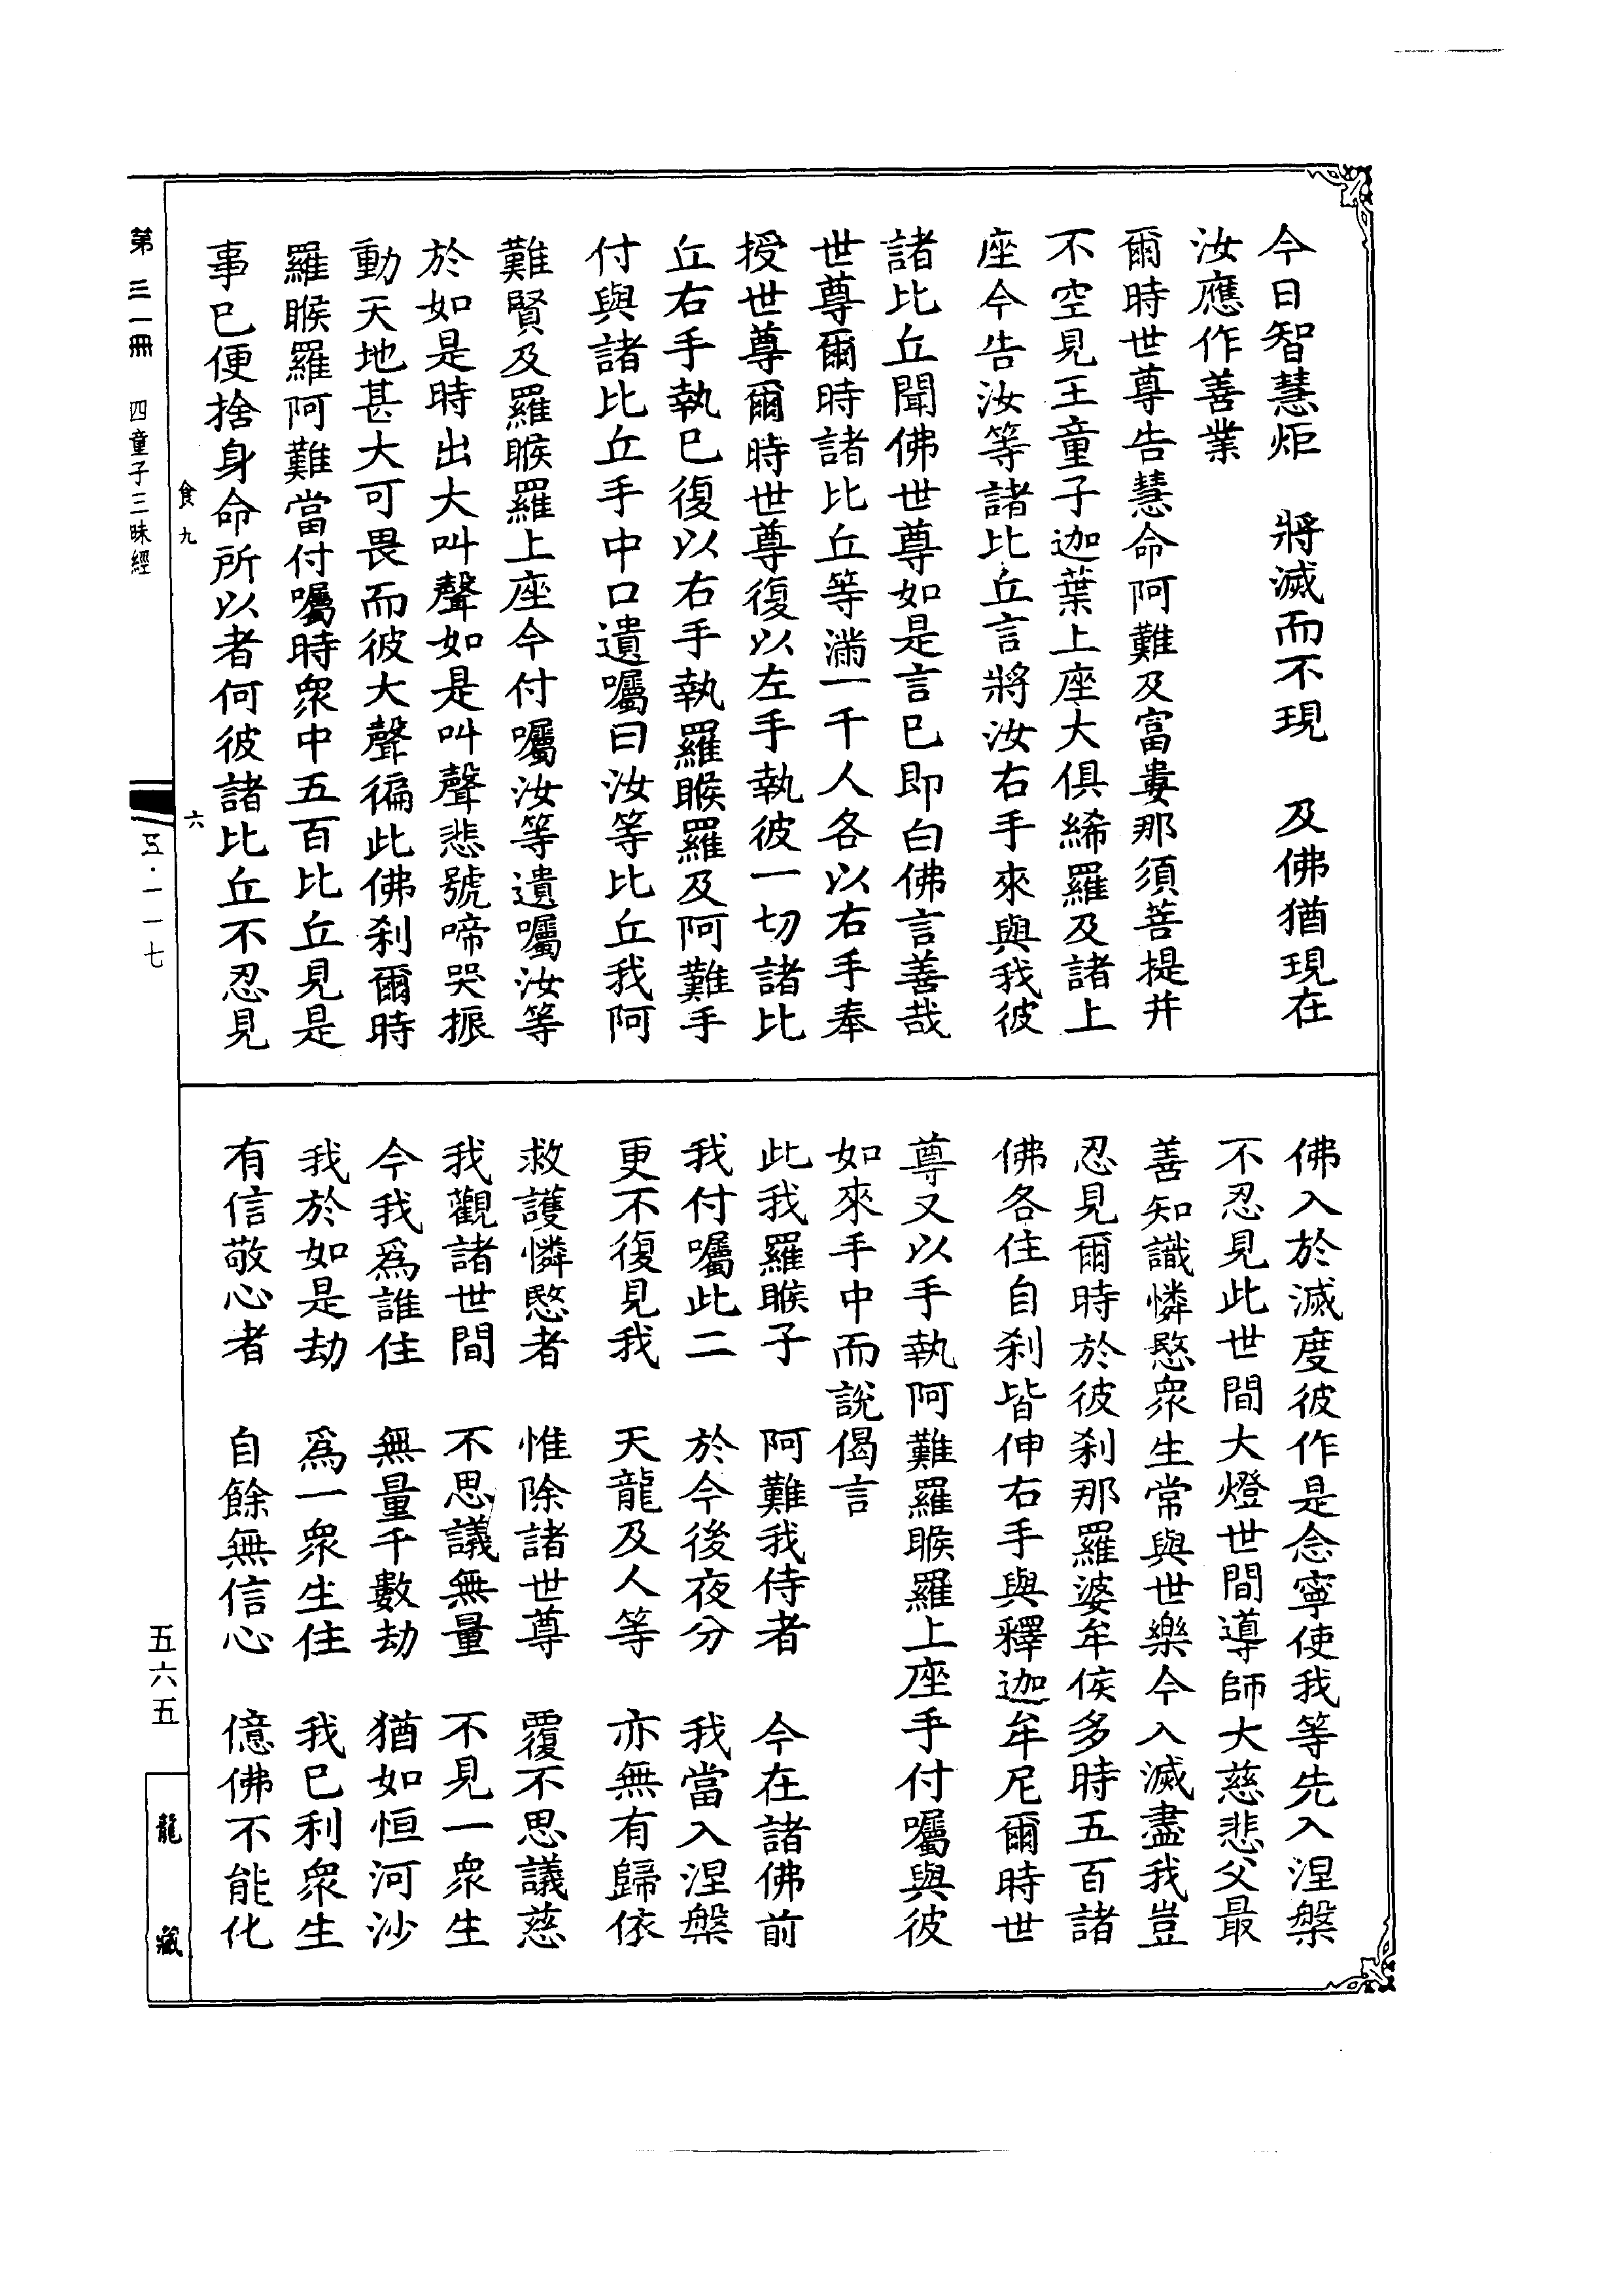 今日智慧炬　將滅而不現　及佛猶現在
汝應作善業
爾時世尊告慧命阿難及富婁那須菩提并
不空見王童子迦葉上座大俱絺羅及諸上
座今告汝等諸比丘言將汝右手來與我彼
諸比丘聞佛世尊如是言已即白佛言善哉
世尊爾時諸比丘等滿一千人各以右手奉
授世尊爾時世尊復以左手執彼一切諸比
丘右手執已復以右手執羅睺羅及阿難手
付與諸比丘手中口遺囑曰汝等比丘我阿
難賢及羅睺羅上座今付囑汝等遺囑汝等
於如是時出大叫聲如是叫聲悲號啼哭振
動天地甚大可畏而彼大聲徧此佛刹爾時
羅睺羅阿難當付囑時衆中五百比丘見是
事已便捨身命所以者何彼諸比丘不忍見
佛入於滅度彼作是念寧使我等先入涅槃
不忍見此世間大燈世間導師大慈悲父最
善知識憐愍衆生常與世樂今入滅盡我豈
忍見爾時於彼刹那羅婆牟侯多時五百諸
佛各住自刹皆伸右手與釋迦牟尼爾時世
尊又以手執阿難羅睺羅上座手付囑與彼
如來手中而說偈言
此我羅睺子　阿難我侍者　今在諸佛前
我付囑此二　於今後夜分　我當入涅槃
更不復見我　天龍及人等　亦無有歸依
救護憐愍者　惟除諸世尊　覆不思議慈
我觀諸世間　不思議無量　不見一衆生
今我爲誰住　無量千數劫　猶如恒河沙
我於如是劫　爲一衆生住　我已利衆生
有信敬心者　自餘無信心　億佛不能化
食九　六
第三一冊　四童子三昧經　五·一一七
五六五
龍藏